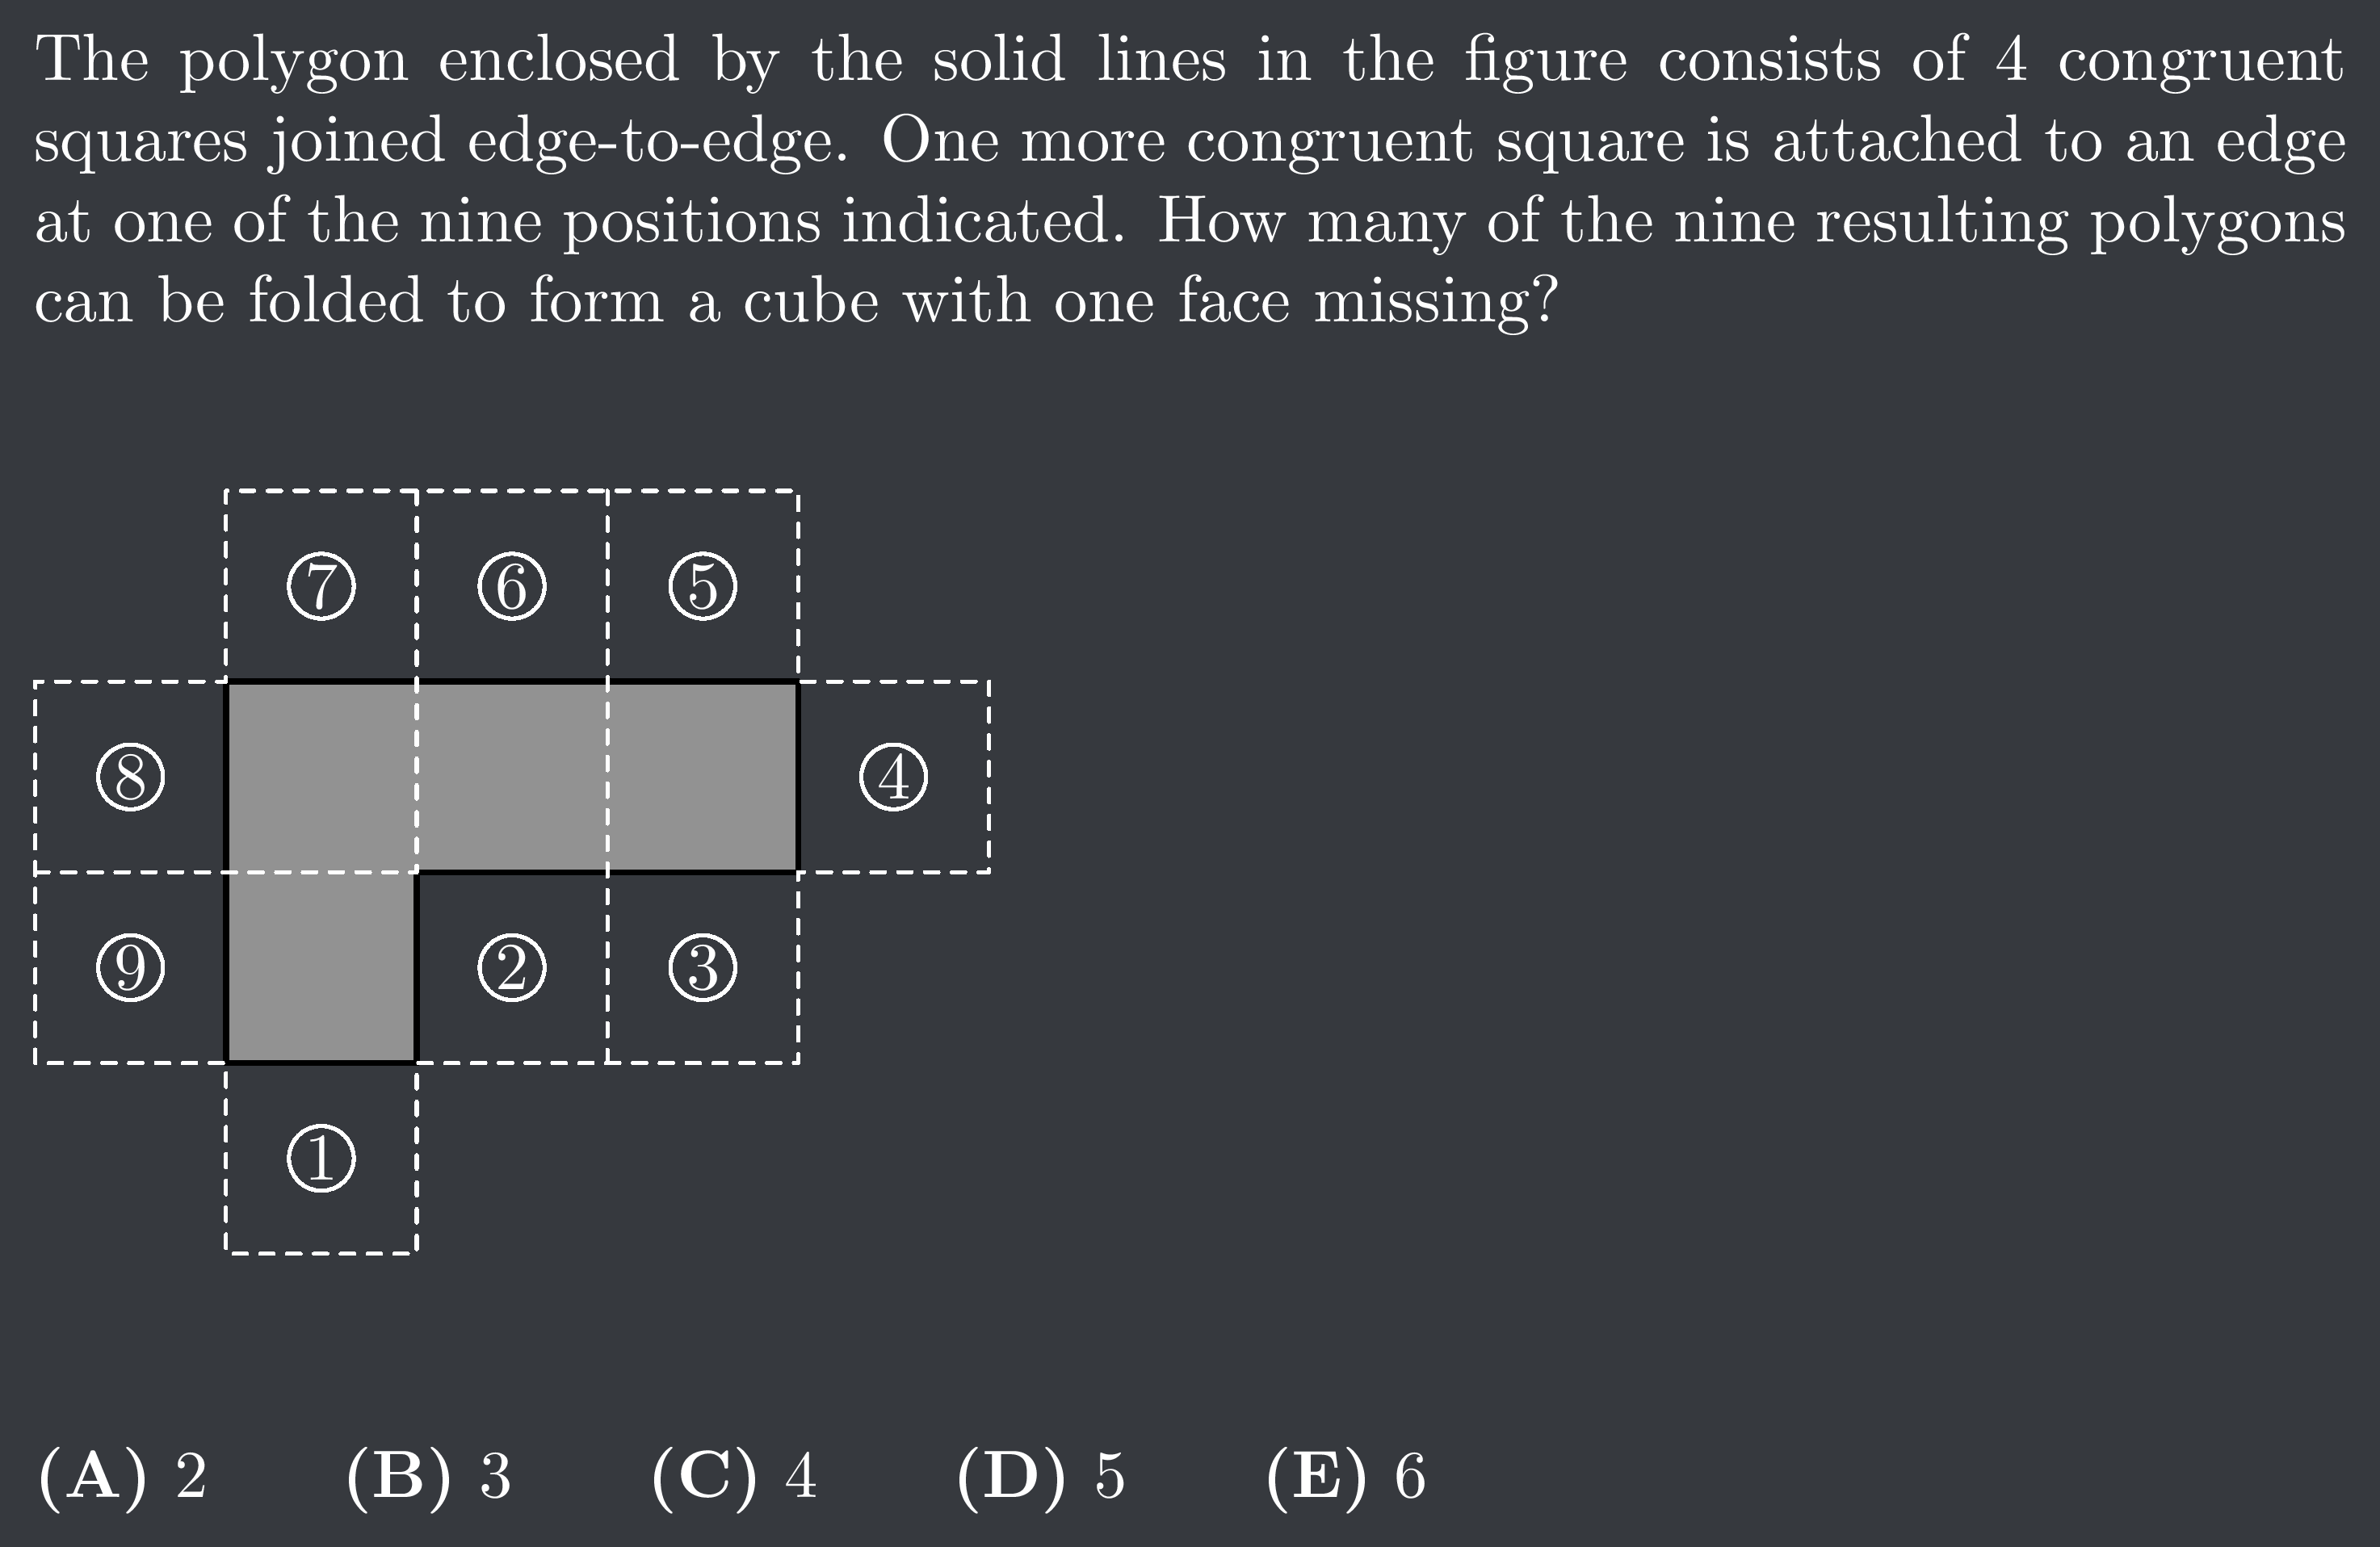 The polygon enclosed by the solid lines in the figure consists of 4 congruent
squares joined edge-to-edge. One more congruent square is attached to an edge
at one of the nine positions indicated. How many of the nine resulting polygons
can be folded to form a cube with one face missing?
7 6 5
8 4
9 2 3
1
(A) 2 (B) 3 (C) 4 (D) 5 (E) 6